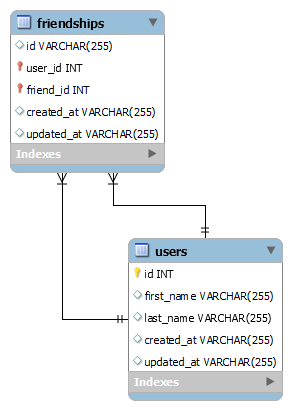 friendships
id VARCHAR(255)
user_id INT
friend_id INT
created_at VARCHAR(255)
updated_at VARCHAR(255)
Indexes
users
id INT
first_name VARCHAR(255)
last_name VARCHAR(255)
created_at VARCHAR(255)
updated_at VARCHAR(255)
Indexes